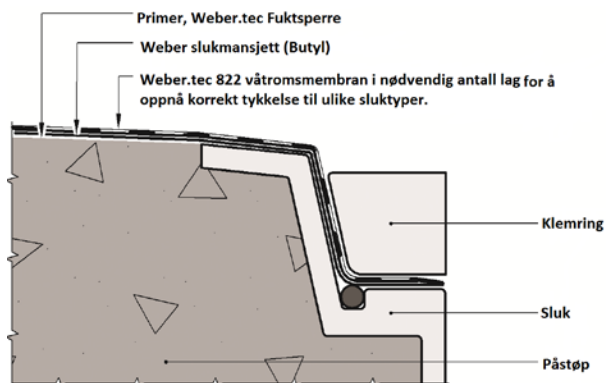 Primer, Weber.tec Fuktsperre
Weber slukmansjett (Butyl)
Weber.tec 822 våtromsmembran i nødvendig antall lag for å
oppnå korrekt tykkelse til ulike sluktyper.
Klemring
Sluk
Påstøp